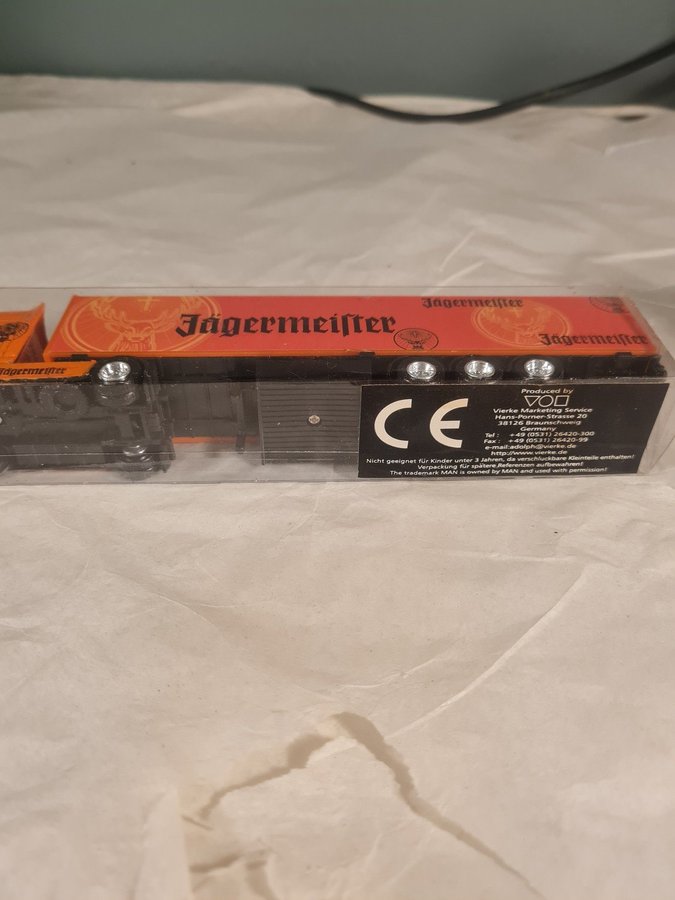 Jägermeiſter
Jägermeiſter
Jägermeiſter
Jägermeiſter
CE
Produced by
Vierke Marketing Service
Hans-Porner-Strasse 20
38126 Braunschweig
Germany
Tel : +49 (0531) 26420-300
Fax : +49 (0531) 26420-99
e-mail:adolph@vierke.de
http://www.vierke.de
Nicht geeignet für Kinder unter 3 Jahren, da verschluckbare Kleinteile enthalten!
Verpackung für spätere Referenzen aufbewahren!
The trademark MAN is owned by MAN and used with permission!